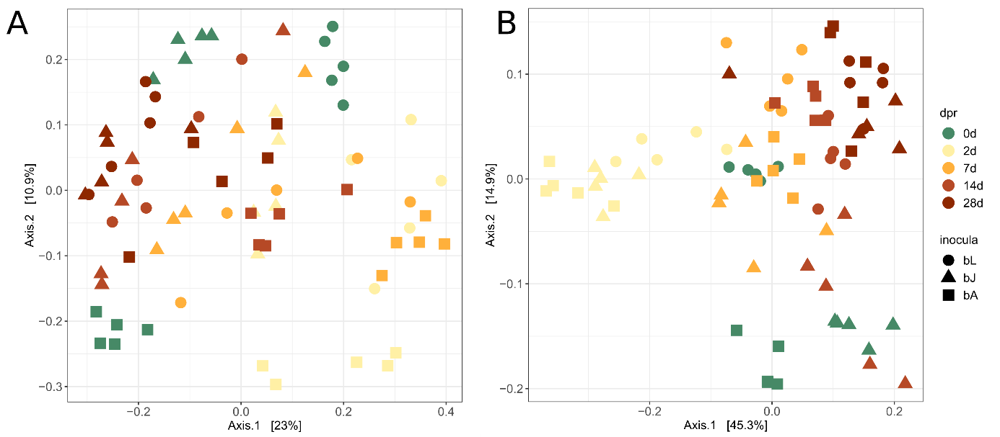 A
0.2
0.1
0.0
−0.1
−0.2
−0.3
Axis.2 [10.9%]
−0.2
0.0
0.2
0.4
Axis.1 [23%]
B
0.1
0.0
−0.1
−0.2
Axis.2 [14.9%]
−0.2
0.0
0.2
Axis.1 [45.3%]
dpr
0d
2d
7d
14d
28d
inocula
bL
bJ
bA